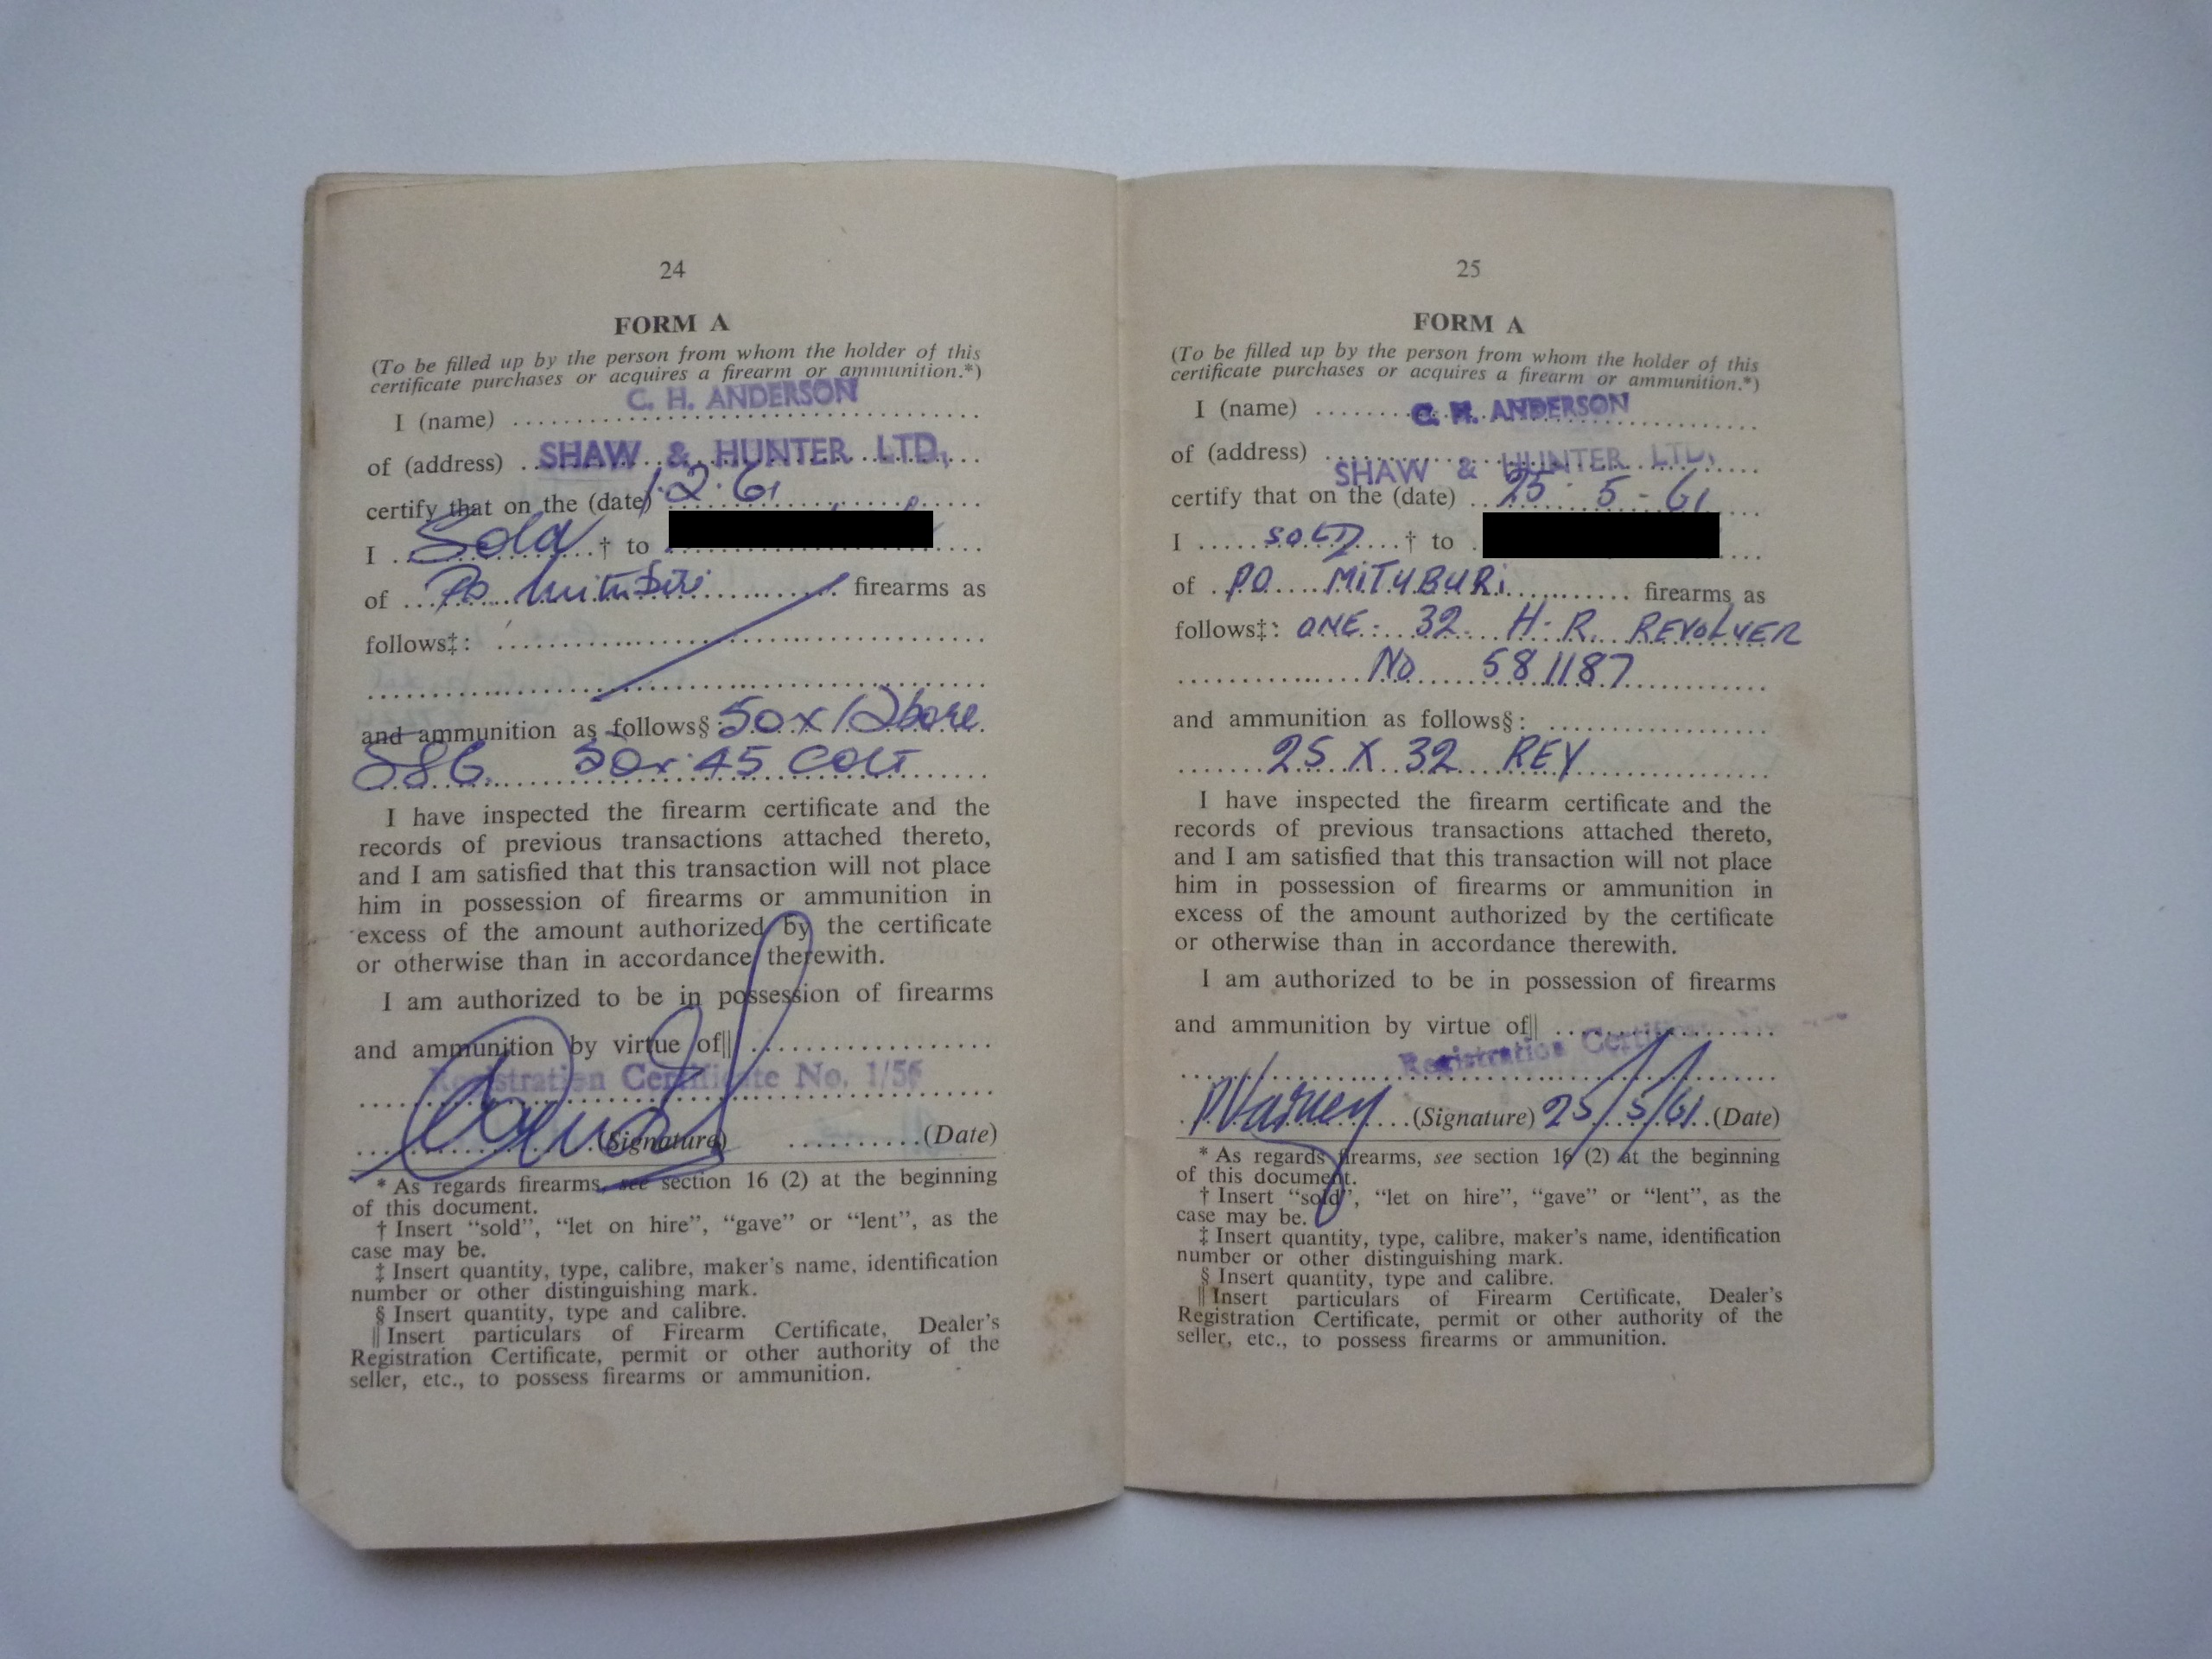 24
FORM A
(To be filled up by the person from whom the holder of this
certificate purchases or acquires a firearm or ammunition.*)
C. H. ANDERSON
I (name)
of (address) SHAW & HUNTER LTD,
certify that on the (date) 1.2.61
I Sold † to
of Po firearms as
follows‡:
and ammunition as follows§: 50x12bore
SSG. 50x.45 COLT
I have inspected the firearm certificate and the
records of previous transactions attached thereto,
and I am satisfied that this transaction will not place
him in possession of firearms or ammunition in
excess of the amount authorized by the certificate
or otherwise than in accordance therewith.
I am authorized to be in possession of firearms
and ammunition by virtue of‖
Registration Certificate No. 1/56
(Signature) (Date)
* As regards firearms, see section 16 (2) at the beginning
of this document.
† Insert “sold”, “let on hire”, “gave” or “lent”, as the
case may be.
‡ Insert quantity, type, calibre, maker's name, identification
number or other distinguishing mark.
§ Insert quantity, type and calibre.
‖ Insert particulars of Firearm Certificate, Dealer's
Registration Certificate, permit or other authority of the
seller, etc., to possess firearms or ammunition.
25
FORM A
(To be filled up by the person from whom the holder of this
certificate purchases or acquires a firearm or ammunition.*)
I (name) C. H. ANDERSON
of (address)
SHAW & HUNTER LTD,
certify that on the (date) 25 - 5 - 61
I SOLD † to
of PO MiTUBURi firearms as
follows‡: ONE. 32. H. R. REVOLVER
No 581187
and ammunition as follows§:
25 X 32 REV
I have inspected the firearm certificate and the
records of previous transactions attached thereto,
and I am satisfied that this transaction will not place
him in possession of firearms or ammunition in
excess of the amount authorized by the certificate
or otherwise than in accordance therewith.
I am authorized to be in possession of firearms
and ammunition by virtue of‖
Registration Certificate
P Varney (Signature) 25/5/61 (Date)
* As regards firearms, see section 16 (2) at the beginning
of this document.
† Insert “sold”, “let on hire”, “gave” or “lent”, as the
case may be.
‡ Insert quantity, type, calibre, maker's name, identification
number or other distinguishing mark.
§ Insert quantity, type and calibre.
‖ Insert particulars of Firearm Certificate, Dealer's
Registration Certificate, permit or other authority of the
seller, etc., to possess firearms or ammunition.